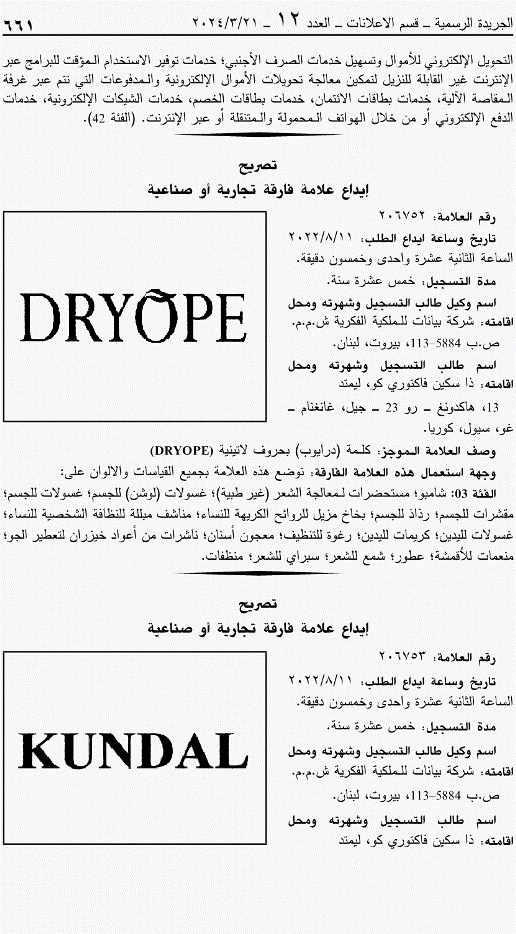 الجريدة الرسمية ــ قسم الاعلانات ــ العدد ١٢ ــ ٢٠٢٤/٣/٢١
٦٦١
التحويل الإلكتروني للأموال وتسهيل خدمات الصرف الأجنبي؛ خدمات توفير الاستخدام المؤقت للبرامج عبر
الإنترنت غير القابلة للنزيل لتمكين معالجة تحويلات الأموال الإلكترونية والمدفوعات التي تتم عبر غرفة
المقاصة الآلية، خدمات بطاقات الائتمان، خدمات بطاقات الخصم، خدمات الشيكات الإلكترونية، خدمات
الدفع الإلكتروني أو من خلال الهواتف المحمولة والمتنقلة أو عبر الإنترنت. (الفئة 42).
تصريح
إيداع علامة فارقة تجارية أو صناعية
رقم العلامة: ٢٠٦٧٥٢
تاريخ وساعة ايداع الطلب: ٢٠٢٢/٨/١١
الساعة الثانية عشرة واحدى وخمسون دقيقة.
مدة التسجيل: خمس عشرة سنة.
اسم وكيل طالب التسجيل وشهرته ومحل
اقامته: شركة بيانات للملكية الفكرية ش.م.م.
ص.ب 5884–113، بيروت، لبنان.
اسم طالب التسجيل وشهرته ومحل
اقامته: ذا سكين فاكتوري كو، ليمتد
13، هاكدونغ ــ رو 23 ــ جيل، غانغنام ــ
غو، سيول، كوريا.
DRYOPE
وصف العلامة الموجز: كلمة (درايوب) بحروف لاتينية (DRYOPE)
وجهة استعمال هذه العلامة الفارقة: توضع هذه العلامة بجميع القياسات والالوان على:
الفئة 03: شامبو؛ مستحضرات لمعالجة الشعر (غير طبية)؛ غسولات (لوشن) للجسم؛ غسولات للجسم؛
مقشرات للجسم؛ رذاذ للجسم؛ بخاخ مزيل للروائح الكريهة للنساء؛ مناشف مبللة للنظافة الشخصية للنساء؛
غسولات لليدين؛ كريمات لليدين؛ رغوة للتنظيف؛ معجون أسنان؛ ناشرات من أعواد خيزران لتعطير الجو؛
منعمات للأقمشة؛ عطور؛ شمع للشعر؛ سبراي للشعر؛ منظفات.
تصريح
إيداع علامة فارقة تجارية أو صناعية
رقم العلامة: ٢٠٦٧٥٣
تاريخ وساعة ايداع الطلب: ٢٠٢٢/٨/١١
الساعة الثانية عشرة واحدى وخمسون دقيقة.
مدة التسجيل: خمس عشرة سنة.
اسم وكيل طالب التسجيل وشهرته ومحل
اقامته: شركة بيانات للملكية الفكرية ش.م.م.
ص.ب 5884–113، بيروت، لبنان.
اسم طالب التسجيل وشهرته ومحل
اقامته: ذا سكين فاكتوري كو، ليمتد
KUNDAL